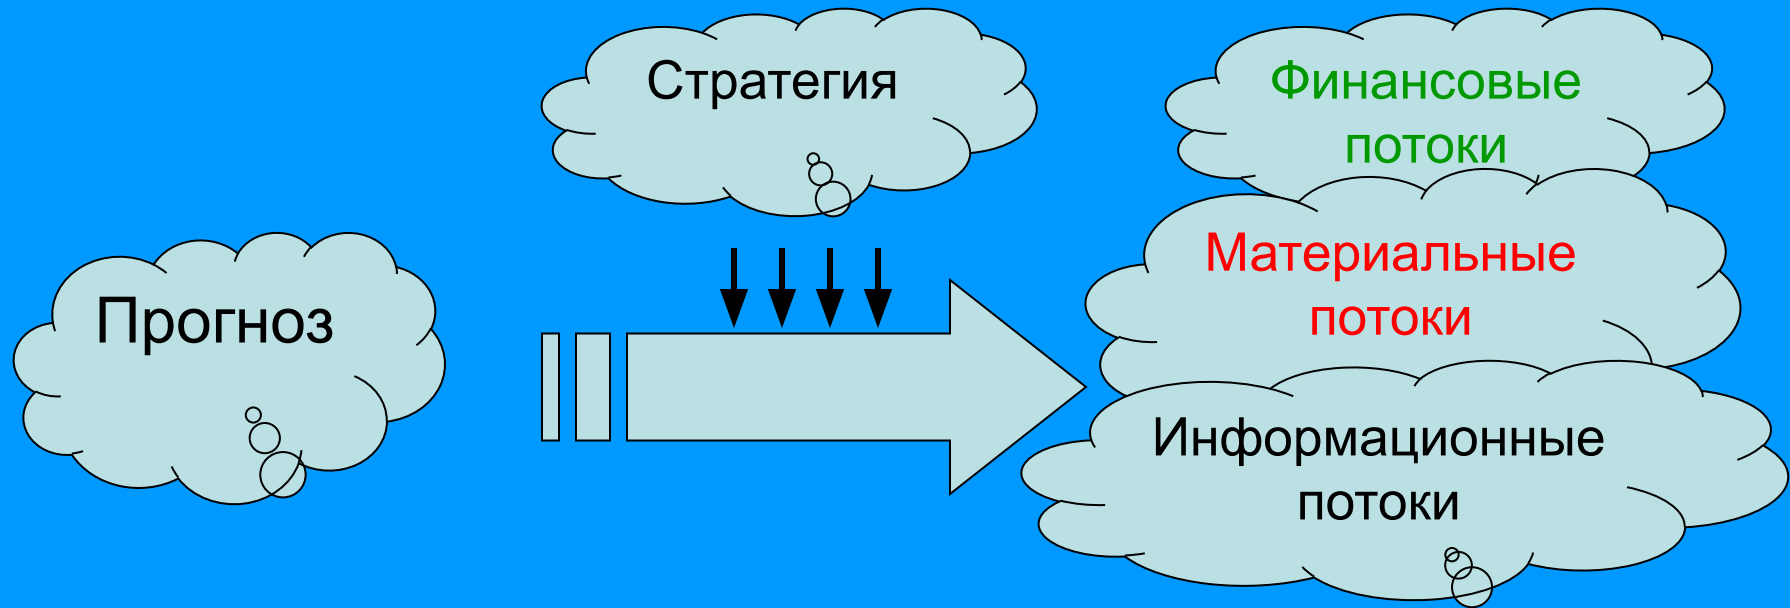 Прогноз
Стратегия
Финансовые
потоки
Материальные
потоки
Информационные
потоки